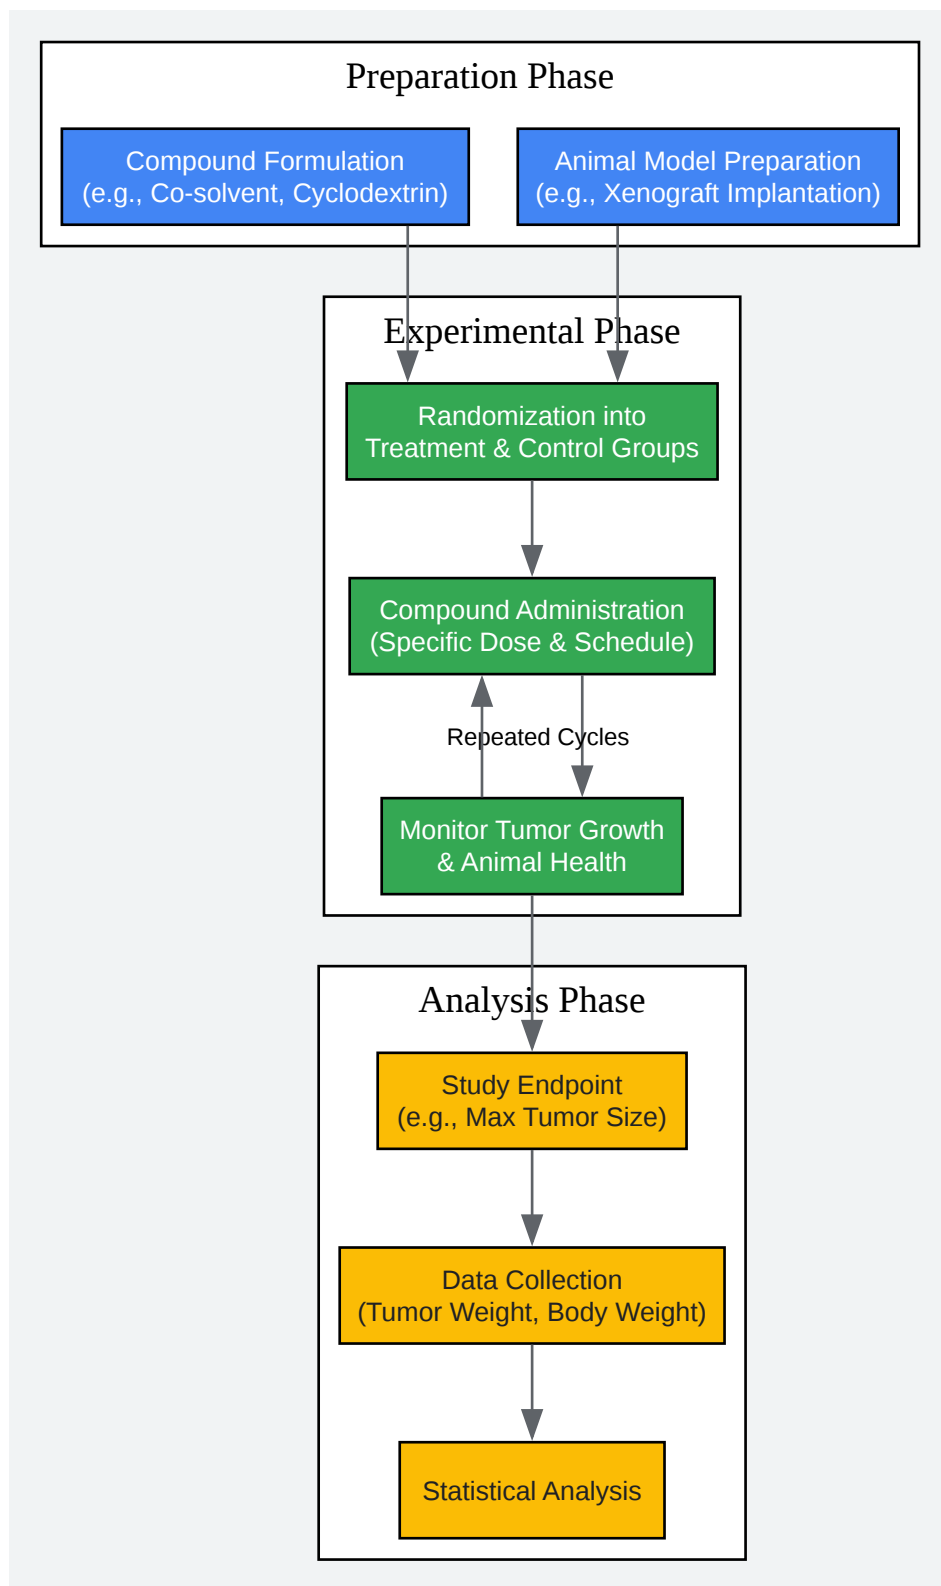 Preparation Phase
Compound Formulation
(e.g., Co-solvent, Cyclodextrin)
Animal Model Preparation
(e.g., Xenograft Implantation)
Experimental Phase
Randomization into
Treatment & Control Groups
Compound Administration
(Specific Dose & Schedule)
Repeated Cycles
Monitor Tumor Growth
& Animal Health
Analysis Phase
Study Endpoint
(e.g., Max Tumor Size)
Data Collection
(Tumor Weight, Body Weight)
Statistical Analysis